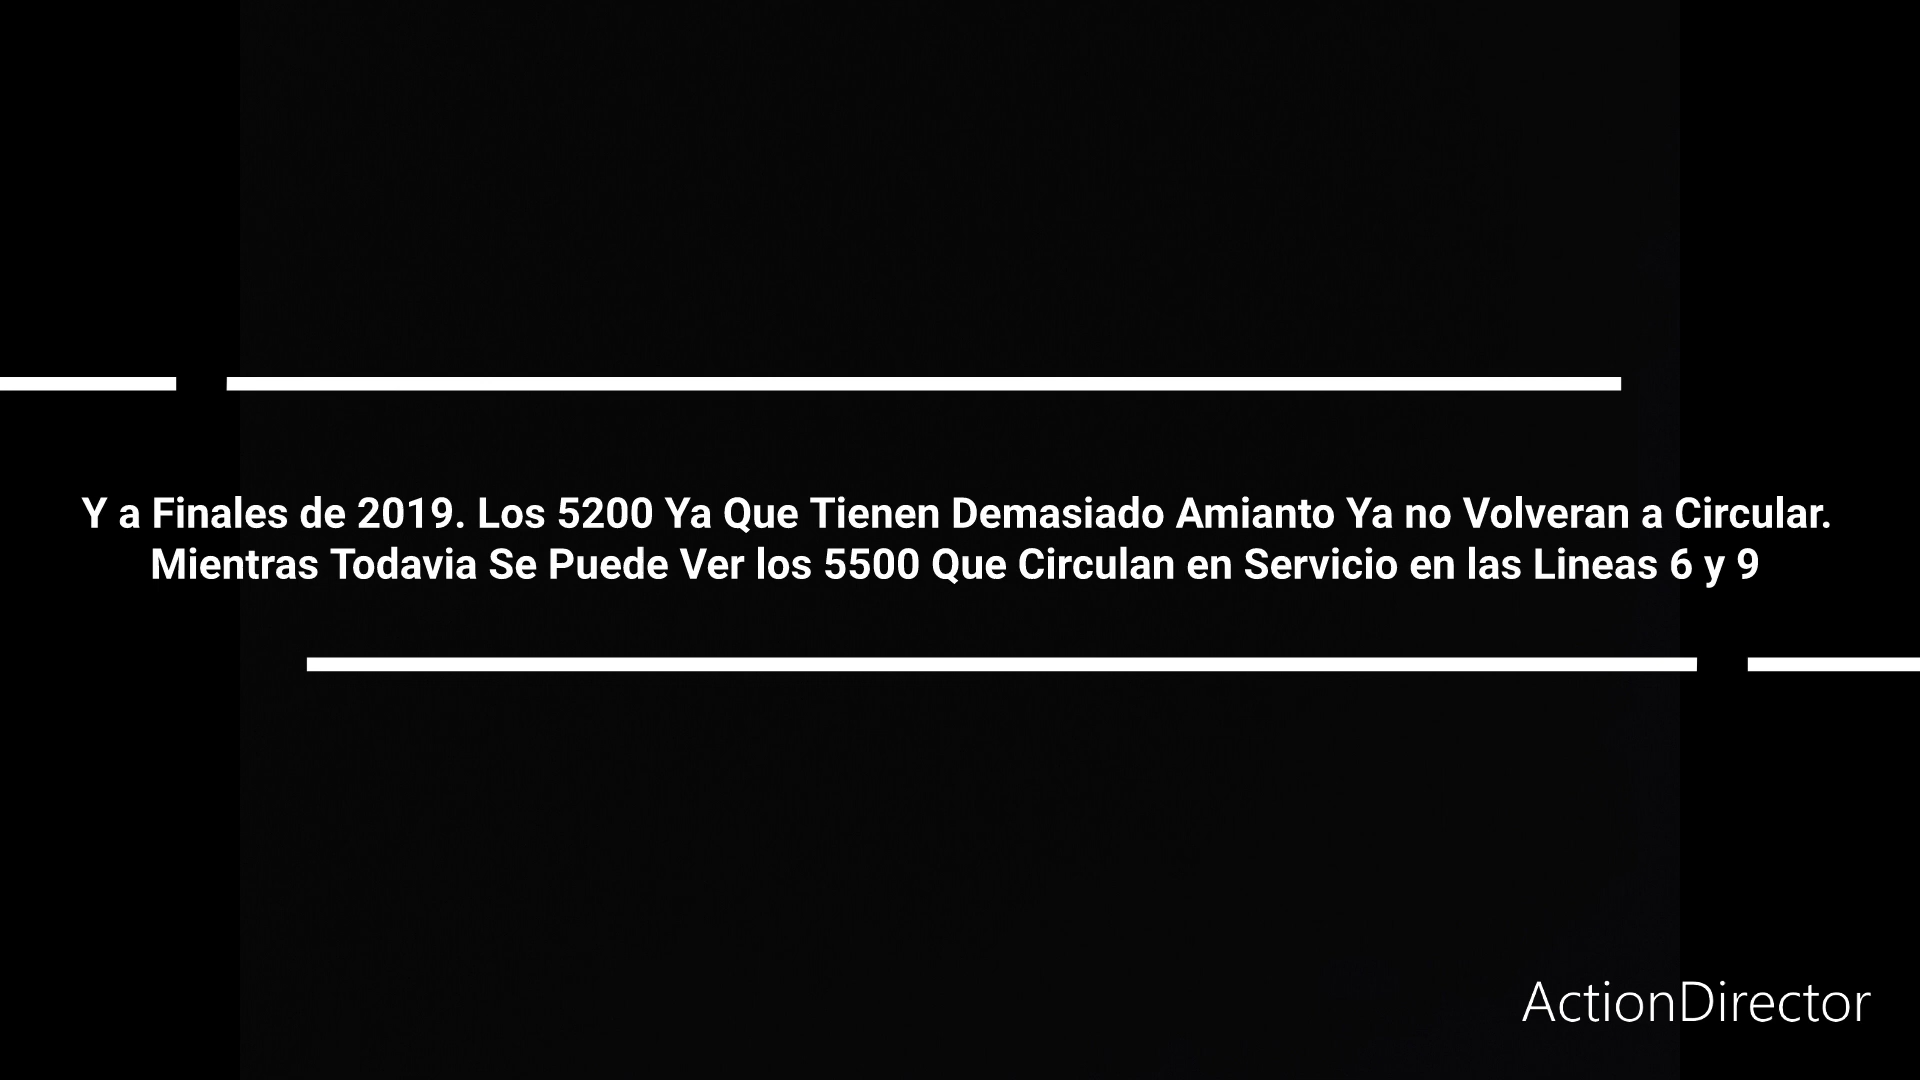 Y a Finales de 2019. Los 5200 Ya Que Tienen Demasiado Amianto Ya no Volveran a Circular.
Mientras Todavia Se Puede Ver los 5500 Que Circulan en Servicio en las Lineas 6 y 9
ActionDirector